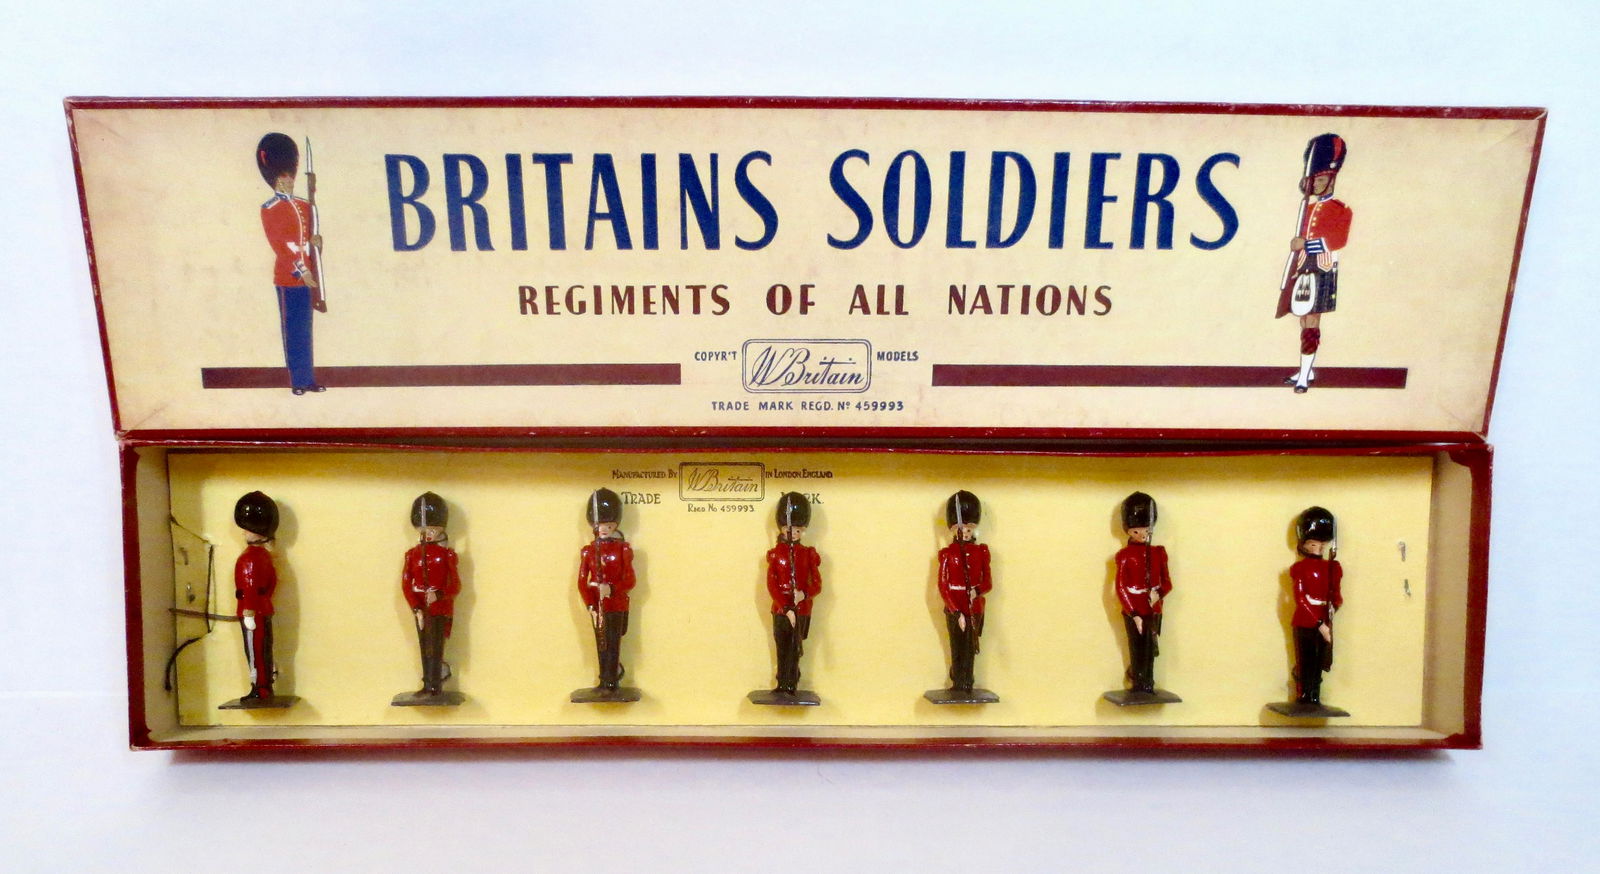 BRITAINS SOLDIERS
REGIMENTS OF ALL NATIONS
COPYR'T W Britain MODELS
TRADE MARK REGD. Nº 459993
MANUFACTURED BY W Britain IN LONDON ENGLAND
TRADE
REGD No 459993